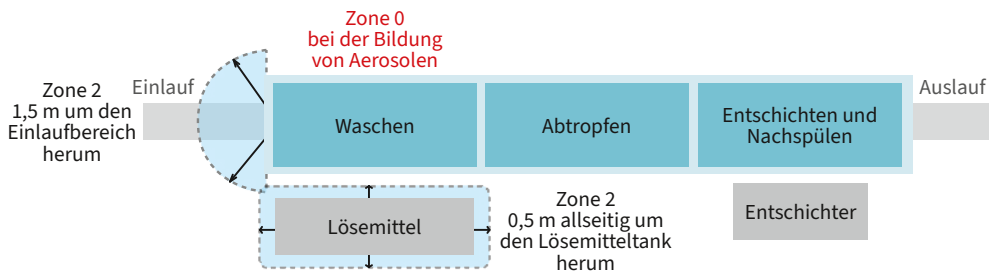 Zone 0
bei der Bildung
von Aerosolen
Zone 2
1,5 m um den
Einlaufbereich
herum
Einlauf
Waschen
Abtropfen
Entschichten und
Nachspülen
Auslauf
Lösemittel
Zone 2
0,5 m allseitig um
den Lösemitteltank
herum
Entschichter